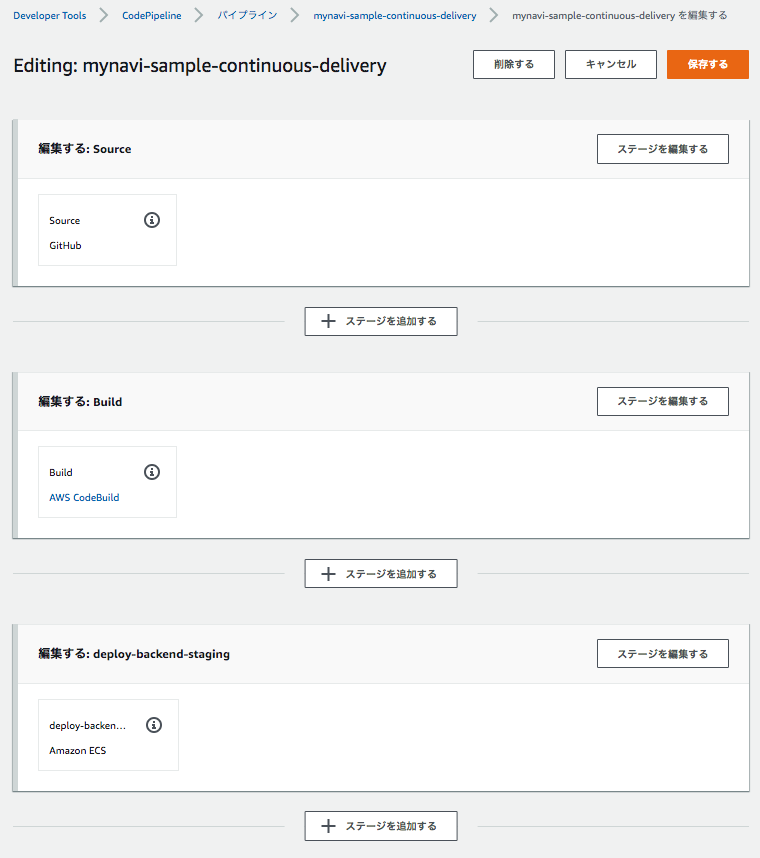 Developer Tools > CodePipeline > パイプライン > mynavi-sample-continuous-delivery > mynavi-sample-continuous-delivery を編集する
Editing: mynavi-sample-continuous-delivery 削除する キャンセル 保存する
編集する: Source ステージを編集する
Source
GitHub
ステージを追加する
編集する: Build ステージを編集する
Build
AWS CodeBuild
ステージを追加する
編集する: deploy-backend-staging ステージを編集する
deploy-backen...
Amazon ECS
ステージを追加する